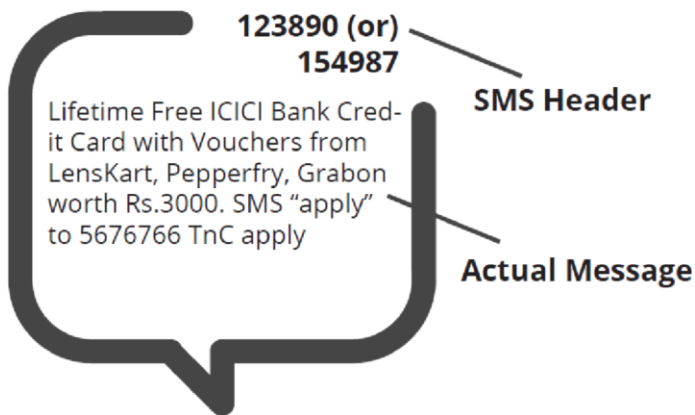 123890 (or)
154987
SMS Header
Lifetime Free ICICI Bank Cred-
it Card with Vouchers from
LensKart, Pepperfry, Grabon
worth Rs.3000. SMS “apply”
to 5676766 TnC apply
Actual Message